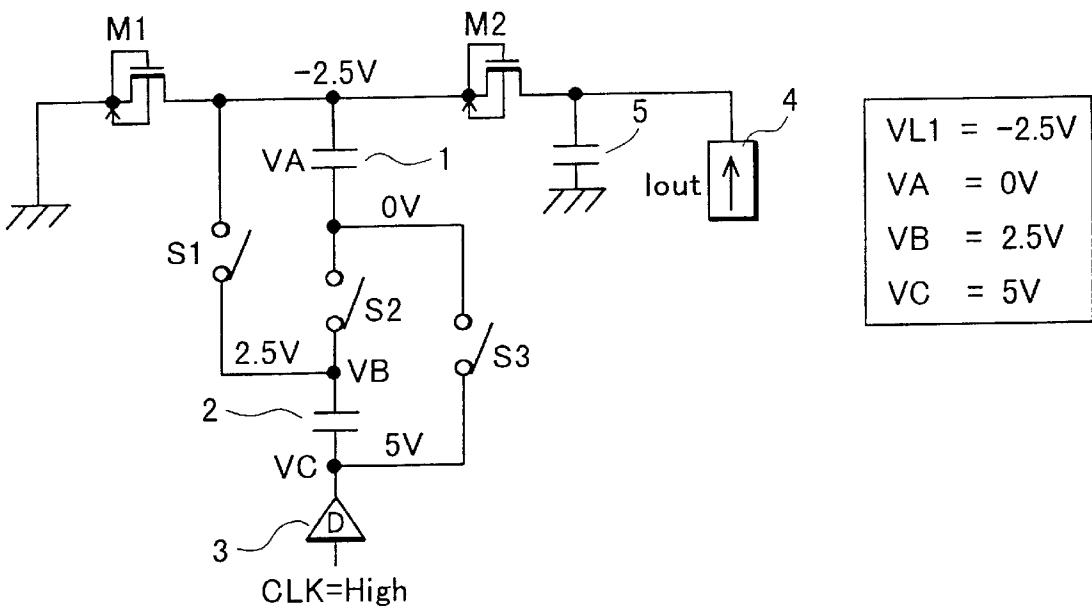 M1
M2
-2.5V
5
4
VA
1
Iout
0V
S1
S2
S3
2.5V
VB
2
5V
VC
D
3
CLK=High
VL1 = -2.5V
VA = 0V
VB = 2.5V
VC = 5V